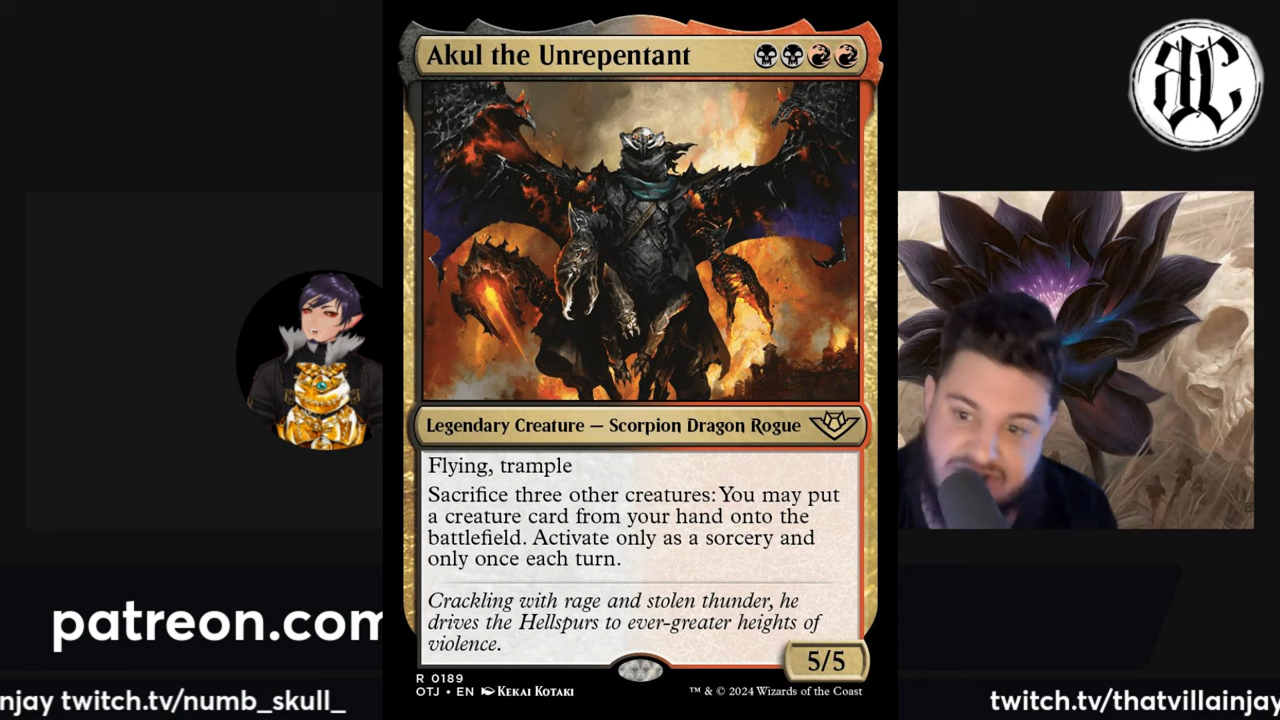 Akul the Unrepentant
Legendary Creature — Scorpion Dragon Rogue
Flying, trample
Sacrifice three other creatures: You may put
a creature card from your hand onto the
battlefield. Activate only as a sorcery and
only once each turn.
Crackling with rage and stolen thunder, he
drives the Hellspurs to ever-greater heights of
violence.
5/5
R 0189
OTJ • EN KEKAI KOTAKI
™ & © 2024 Wizards of the Coast
patreon.com
njay twitch.tv/numb_skull_
twitch.tv/thatvillainjay